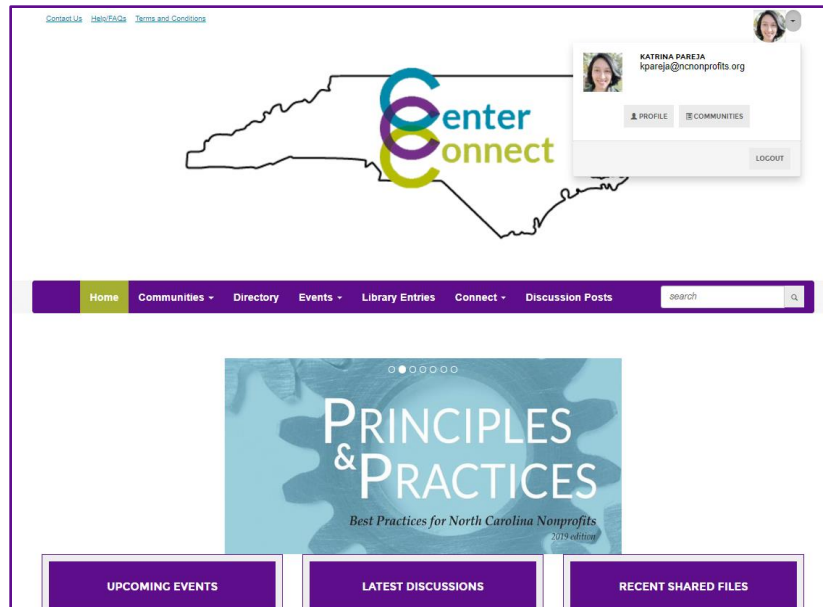 Contact Us Help/FAQs Terms and Conditions
KATRINA PAREJA
kpareja@ncnonprofits.org
PROFILE COMMUNITIES
LOGOUT
Center
Connect
Home Communities Directory Events Library Entries Connect Discussion Posts search
PRINCIPLES
& PRACTICES
Best Practices for North Carolina Nonprofits
2019 edition
UPCOMING EVENTS LATEST DISCUSSIONS RECENT SHARED FILES